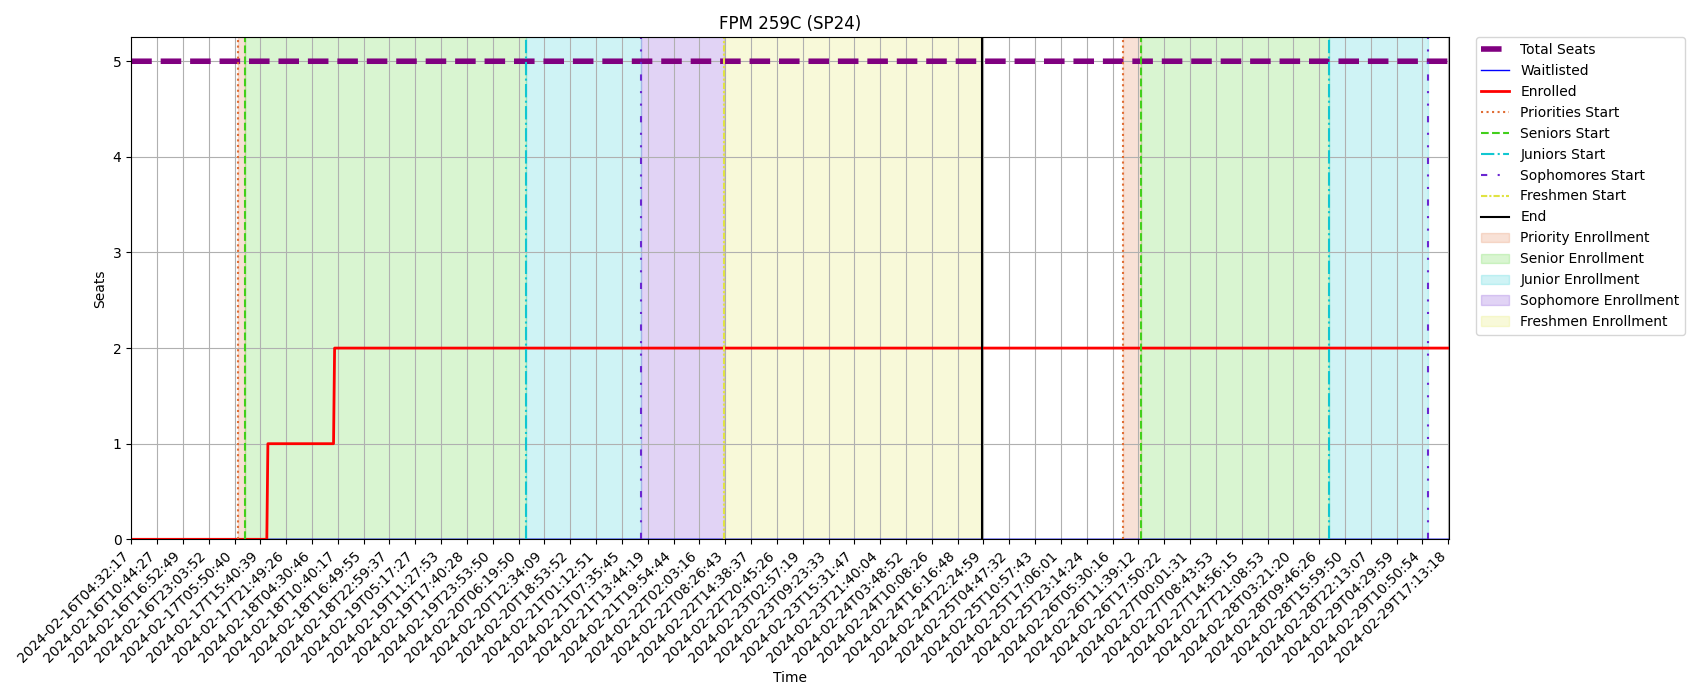 FPM 259C (SP24)
Seats
5
4
3
2
1
0
2024-02-16T04:32:17
2024-02-16T10:44:27
2024-02-16T16:52:49
2024-02-16T23:03:52
2024-02-17T05:50:40
2024-02-17T15:40:39
2024-02-17T21:49:26
2024-02-18T04:30:46
2024-02-18T10:40:17
2024-02-18T16:49:55
2024-02-18T22:59:37
2024-02-19T05:17:27
2024-02-19T11:27:53
2024-02-19T17:40:28
2024-02-19T23:53:50
2024-02-20T06:19:50
2024-02-20T12:34:09
2024-02-20T18:53:52
2024-02-21T01:12:51
2024-02-21T07:35:45
2024-02-21T13:44:19
2024-02-21T19:54:44
2024-02-22T02:03:16
2024-02-22T08:26:43
2024-02-22T14:38:37
2024-02-22T20:45:26
2024-02-23T02:57:19
2024-02-23T09:23:33
2024-02-23T15:31:47
2024-02-23T21:40:04
2024-02-24T03:48:52
2024-02-24T10:08:26
2024-02-24T16:16:48
2024-02-24T22:24:59
2024-02-25T04:47:32
2024-02-25T10:57:43
2024-02-25T17:06:01
2024-02-25T23:14:24
2024-02-26T05:30:16
2024-02-26T11:39:12
2024-02-26T17:50:22
2024-02-27T00:01:31
2024-02-27T08:43:53
2024-02-27T14:56:15
2024-02-27T21:08:53
2024-02-28T03:21:20
2024-02-28T09:46:26
2024-02-28T15:59:50
2024-02-28T22:13:07
2024-02-29T04:29:59
2024-02-29T10:50:54
2024-02-29T17:13:18
Time
Total Seats
Waitlisted
Enrolled
Priorities Start
Seniors Start
Juniors Start
Sophomores Start
Freshmen Start
End
Priority Enrollment
Senior Enrollment
Junior Enrollment
Sophomore Enrollment
Freshmen Enrollment